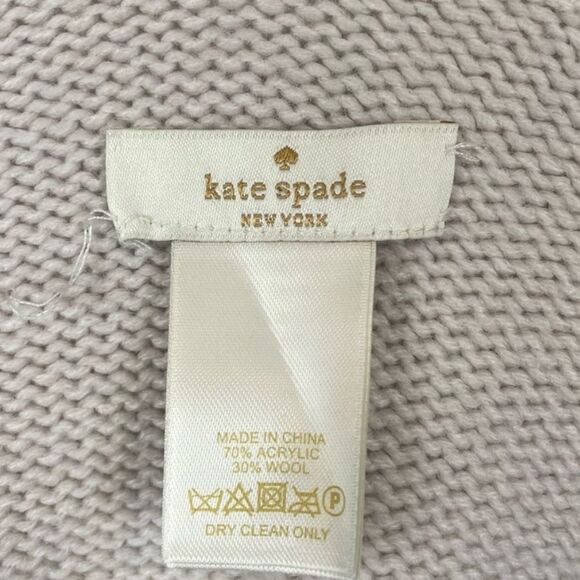 kate spade
NEW YORK
MADE IN CHINA
70% ACRYLIC
30% WOOL
P
DRY CLEAN ONLY